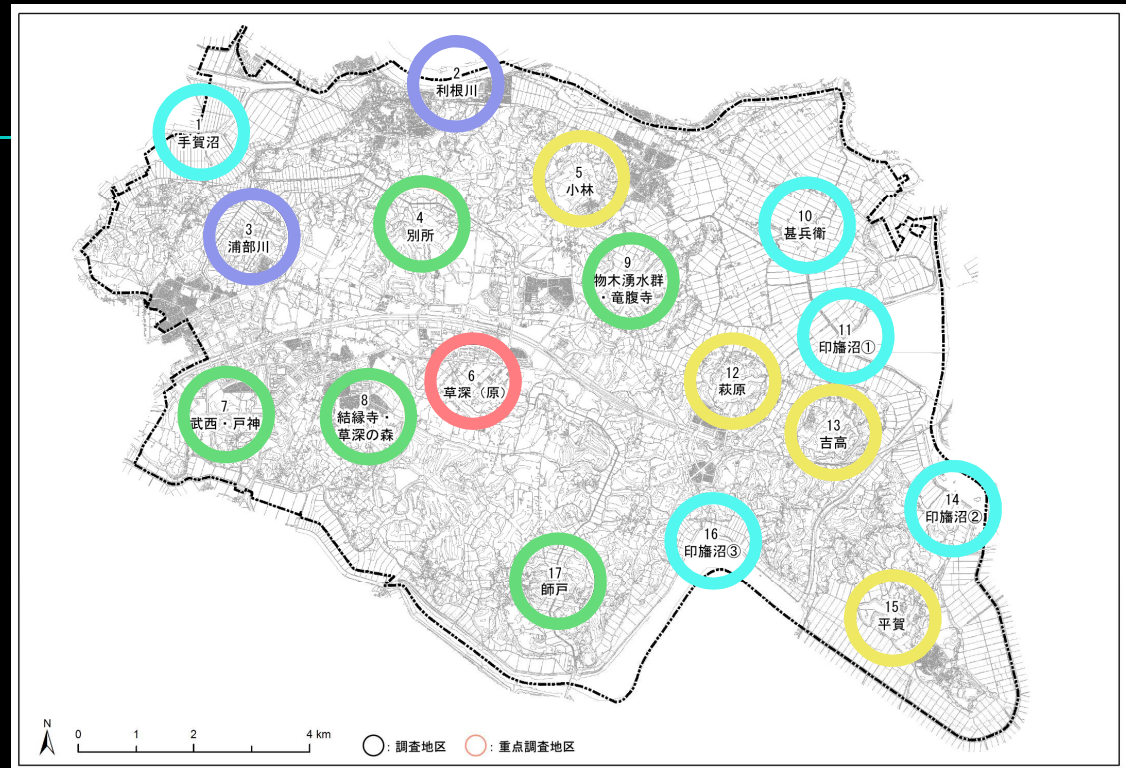 1
手賀沼
2
利根川
3
浦部川
4
別所
5
小林
6
草深（原）
7
武西・戸神
8
結縁寺・
草深の森
9
物木湧水群
・竜腹寺
10
甚兵衛
11
印旛沼①
12
萩原
13
吉高
14
印旛沼②
15
平賀
16
印旛沼③
17
師戸
N
0 1 2 4 km
：調査地区 ：重点調査地区